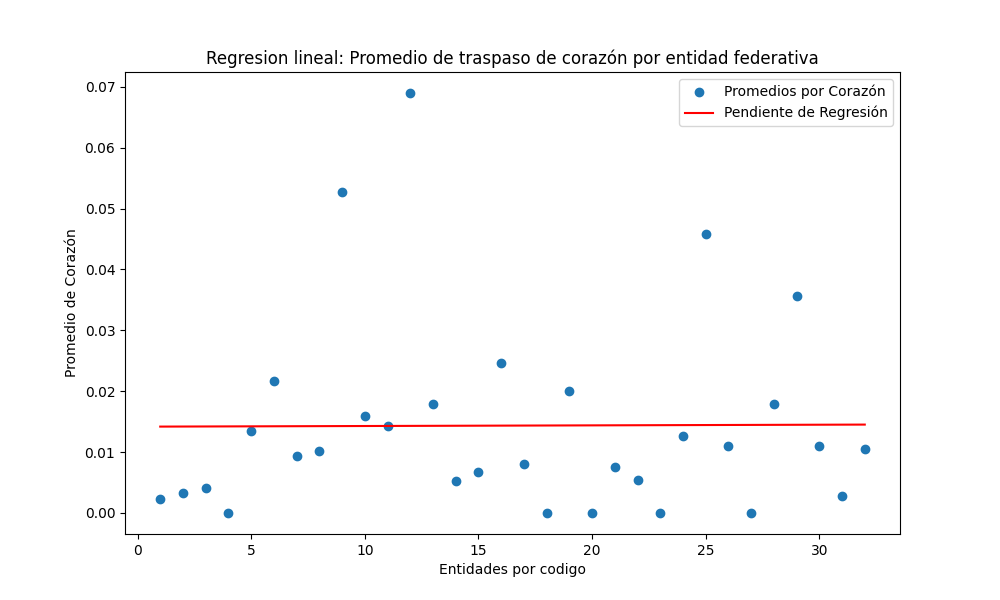 Regresion lineal: Promedio de traspaso de corazón por entidad federativa
Promedios por Corazón
Pendiente de Regresión
Promedio de Corazón
0.07
0.06
0.05
0.04
0.03
0.02
0.01
0.00
0 5 10 15 20 25 30
Entidades por codigo